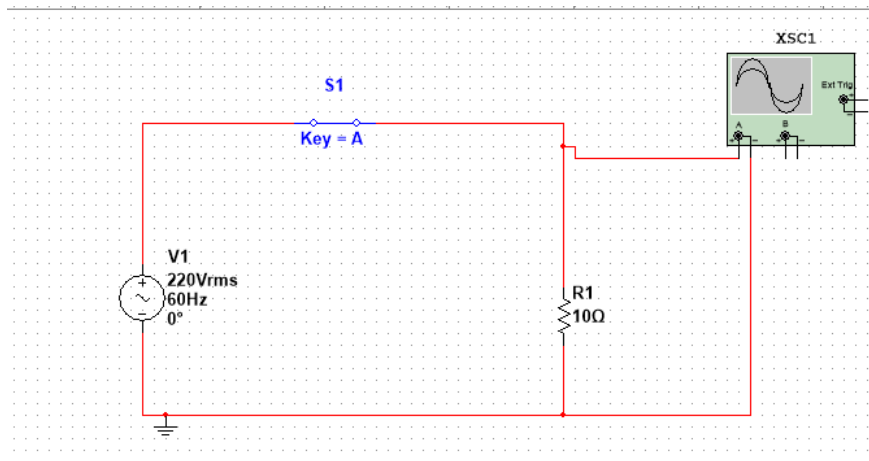 XSC1
Ext Trig
+
−
A
B
+ −
+ −
S1
Key = A
V1
+
−
220Vrms
60Hz
0°
R1
10Ω